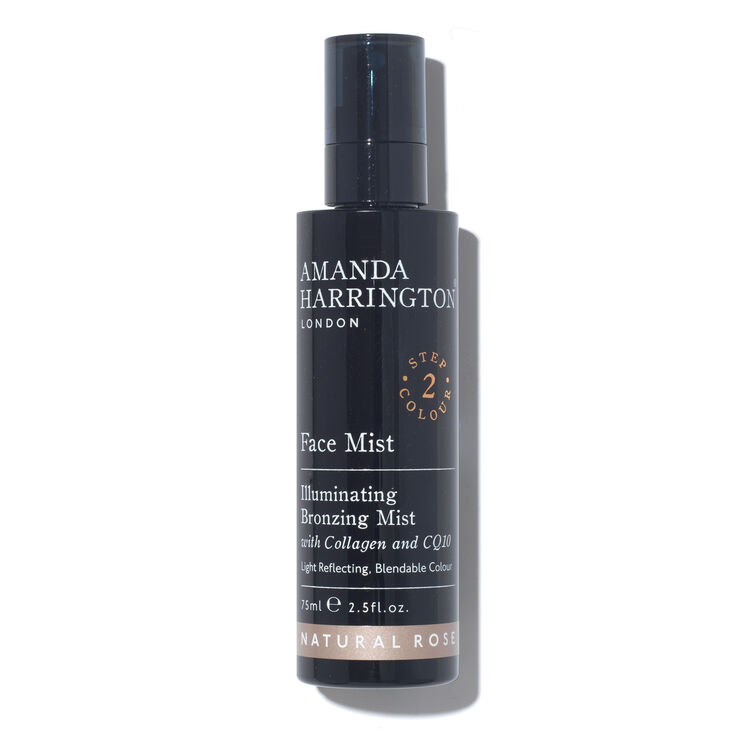 AMANDA
HARRINGTON®
LONDON
STEP
2
COLOUR
Face Mist
Illuminating
Bronzing Mist
with Collagen and CQ10
Light Reflecting, Blendable Colour
75ml ℮ 2.5fl.oz.
NATURAL ROSE